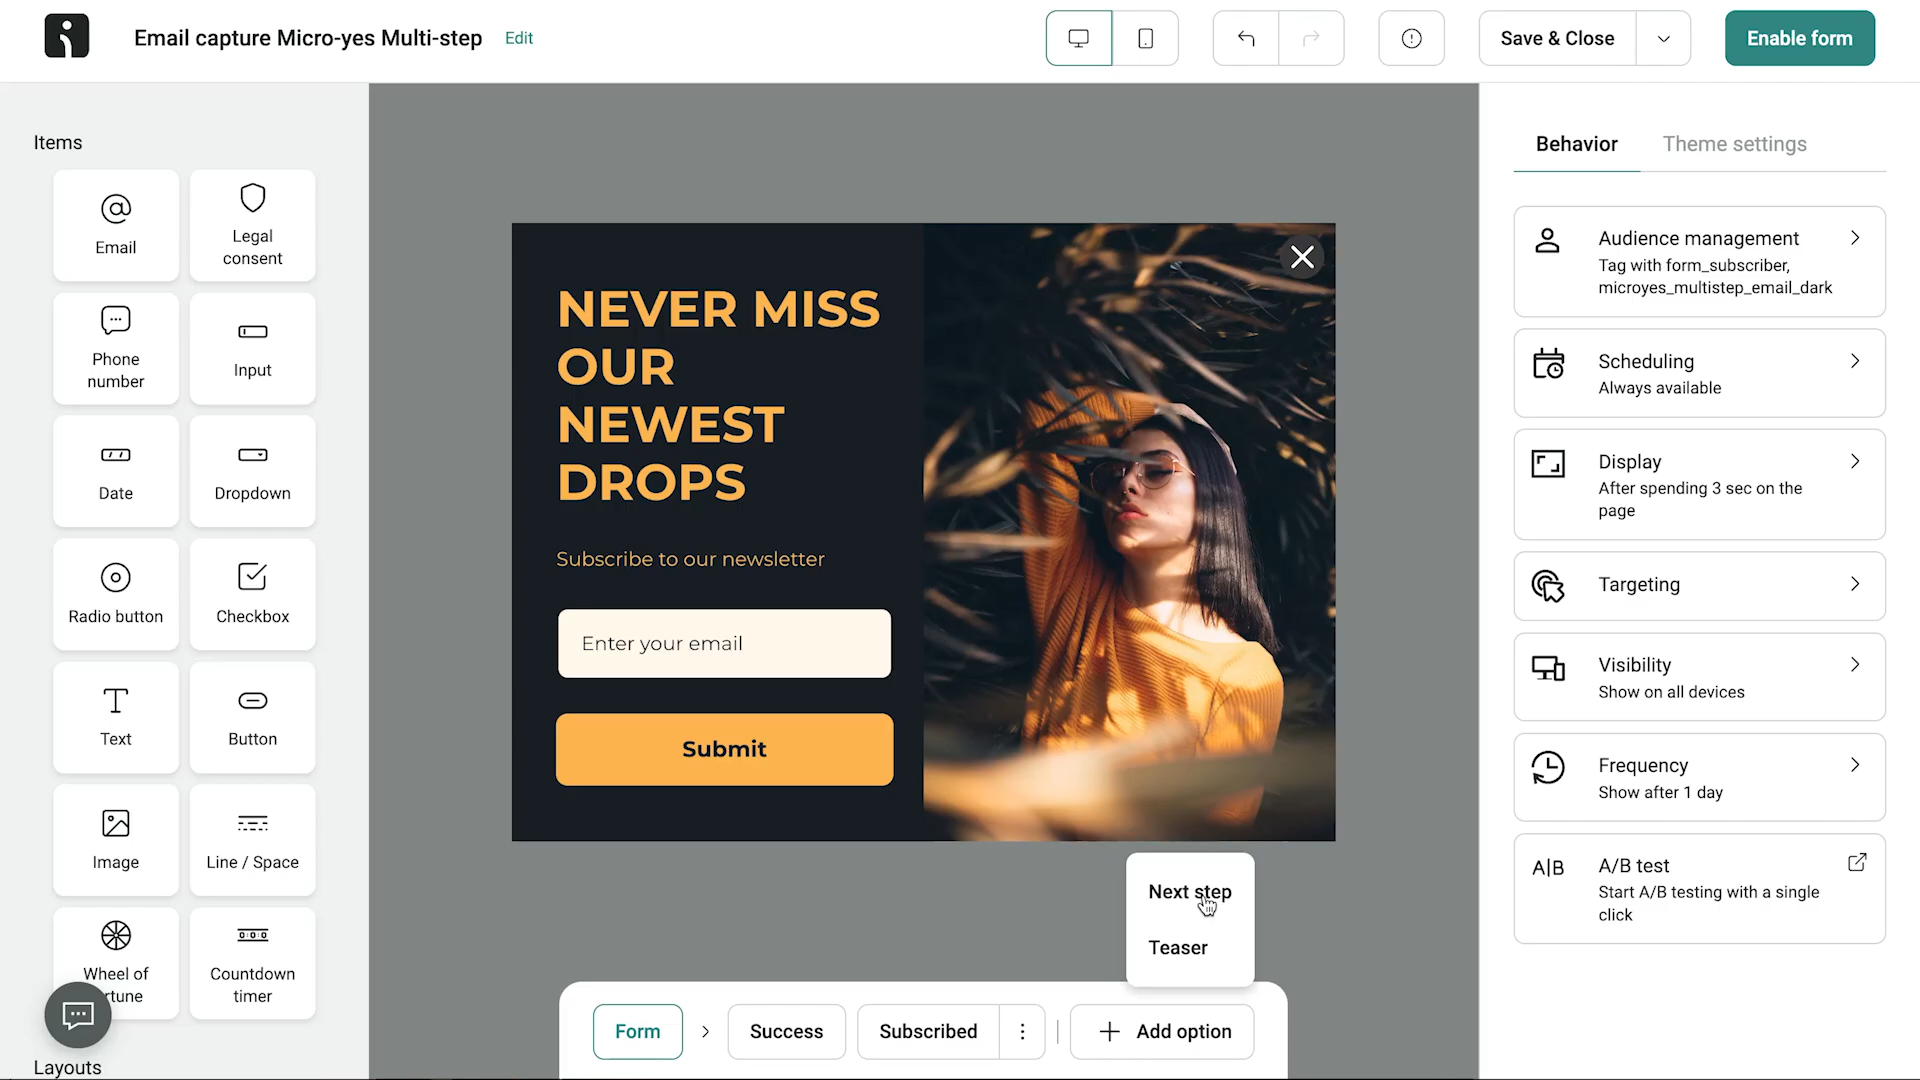 Email capture Micro-yes Multi-step
Edit
Save & Close
Enable form
Items
Email
Legal
consent
Phone
number
Input
Date
Dropdown
Radio button
Checkbox
Text
Button
Image
Line / Space
Wheel of
rtune
Countdown
timer
Layouts
NEVER MISS
OUR
NEWEST
DROPS
Subscribe to our newsletter
Enter your email
Submit
Next step
Teaser
Form
Success
Subscribed
Add option
Behavior
Theme settings
Audience management
Tag with form_subscriber,
microyes_multistep_email_dark
Scheduling
Always available
Display
After spending 3 sec on the
page
Targeting
Visibility
Show on all devices
Frequency
Show after 1 day
A|B
A/B test
Start A/B testing with a single
click